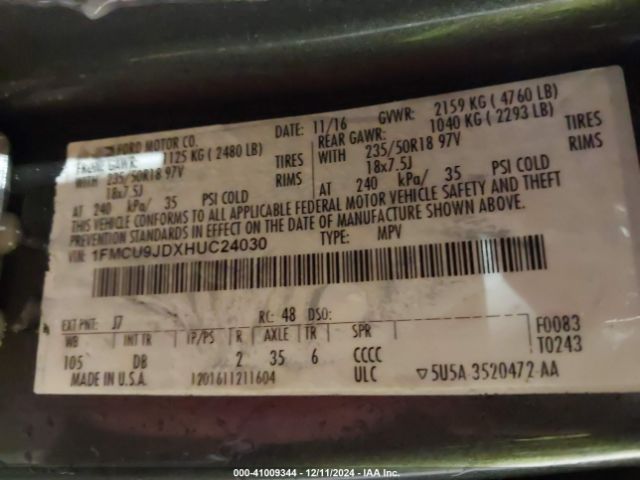 FORD MOTOR CO. DATE: 11/16 GVWR: 2159 KG ( 4760 LB)
FRONT GAWR: 1125 KG ( 2480 LB) REAR GAWR: 1040 KG ( 2293 LB)
WITH 235/50R18 97V TIRES WITH 235/50R18 97V TIRES
18x7.5J RIMS 18x7.5J RIMS
AT 240 kPa/ 35 PSI COLD AT 240 kPa/ 35 PSI COLD
THIS VEHICLE CONFORMS TO ALL APPLICABLE FEDERAL MOTOR VEHICLE SAFETY AND THEFT
PREVENTION STANDARDS IN EFFECT ON THE DATE OF MANUFACTURE SHOWN ABOVE.
VIN: 1FMCU9JDXHUC24030 TYPE: MPV
EXT PNT: J7 RC: 48 DSO: F0083
WB INT TR TP/PS R AXLE TR SPR T0243
105 DB 2 35 6 CCCC
MADE IN U.S.A. 1201611211604 ULC ▽5U5A 3520472 AA
000-41009344 - 12/11/2024 - IAA Inc.